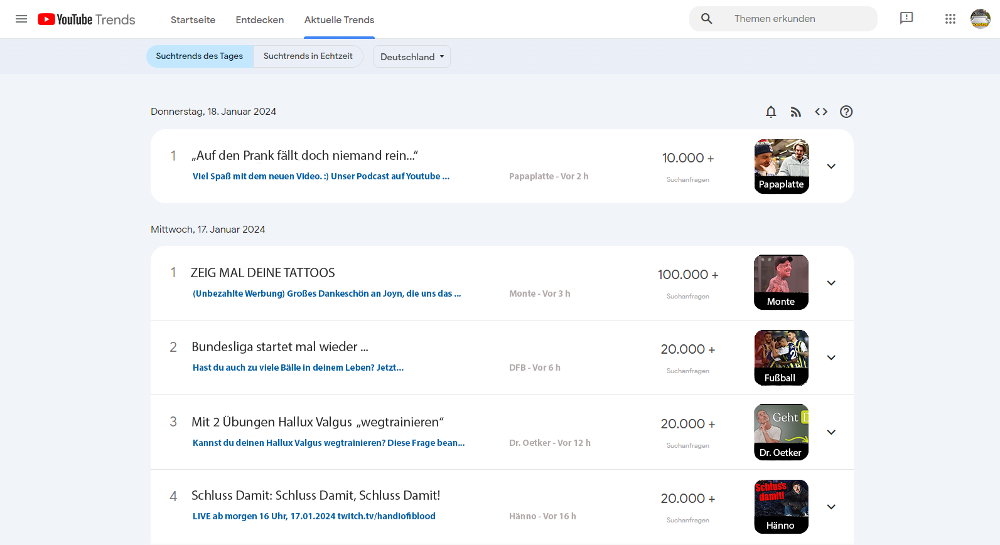 YouTube Trends
Startseite
Entdecken
Aktuelle Trends
Themen erkunden
Suchtrends des Tages
Suchtrends in Echtzeit
Deutschland
Donnerstag, 18. Januar 2024
1
„Auf den Prank fällt doch niemand rein...“
Viel Spaß mit dem neuen Video. :) Unser Podcast auf Youtube ...
Papaplatte - Vor 2 h
10.000 +
Suchanfragen
Papaplatte
Mittwoch, 17. Januar 2024
1
ZEIG MAL DEINE TATTOOS
(Unbezahlte Werbung) Großes Dankeschön an Joyn, die uns das ...
Monte - Vor 3 h
100.000 +
Suchanfragen
Monte
2
Bundesliga startet mal wieder ...
Hast du auch zu viele Bälle in deinem Leben? Jetzt...
DFB - Vor 6 h
20.000 +
Suchanfragen
Fußball
3
Mit 2 Übungen Hallux Valgus „wegtrainieren“
Kannst du deinen Hallux Valgus wegtrainieren? Diese Frage bean...
Dr. Oetker - Vor 12 h
20.000 +
Suchanfragen
Geht D
Dr. Oetker
4
Schluss Damit: Schluss Damit, Schluss Damit!
LIVE ab morgen 16 Uhr, 17.01.2024 twitch.tv/handiofiblood
Hänno - Vor 16 h
20.000 +
Suchanfragen
Schluss
damit!
Hänno